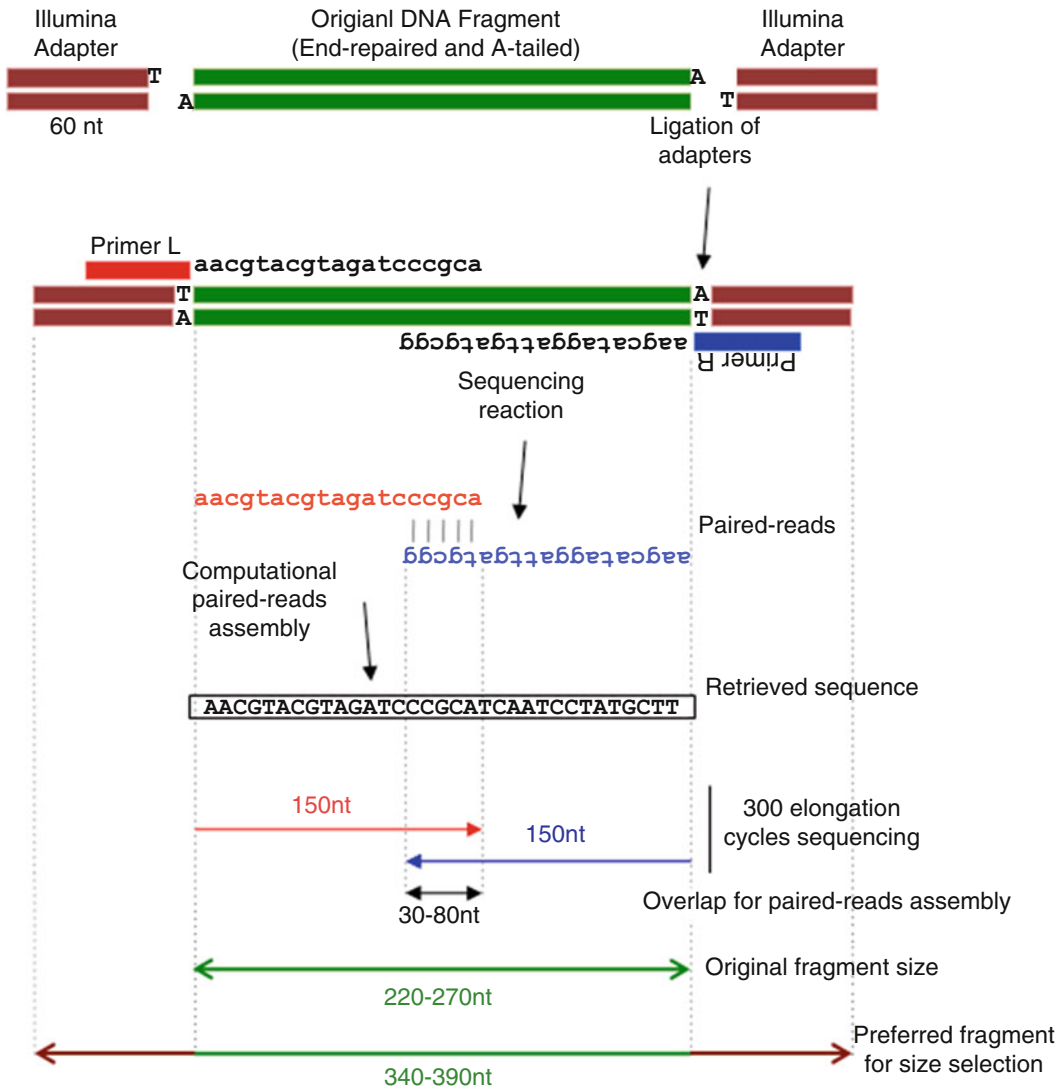 Illumina
Adapter
Origianl DNA Fragment
(End-repaired and A-tailed)
Illumina
Adapter
T
A
A
T
60 nt
Ligation of
adapters
Primer L
aacgtacgtagatcccgca
T
A
A
T
aagcataggattgatgcgg
Primer R
Sequencing
reaction
aacgtacgtagatcccgca
Paired-reads
aagcataggattgatgcgg
Computational
paired-reads
assembly
Retrieved sequence
AACGTACGTAGATCCCGCATCAATCCTATGCTT
150nt
150nt
300 elongation
cycles sequencing
30-80nt
Overlap for paired-reads assembly
Original fragment size
220-270nt
Preferred fragment
for size selection
340-390nt